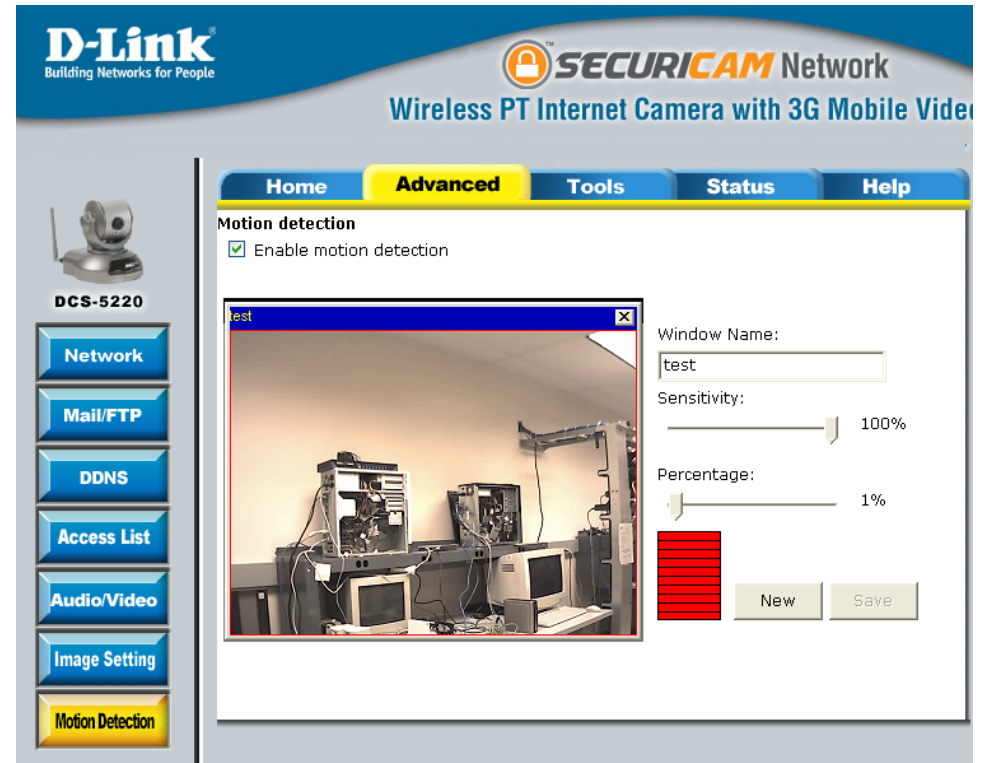 D-Link®
Building Networks for People
SECURICAM™ Network
Wireless PT Internet Camera with 3G Mobile Vide
Home
Advanced
Tools
Status
Help
DCS-5220
Network
Mail/FTP
DDNS
Access List
Audio/Video
Image Setting
Motion Detection
Motion detection
Enable motion detection
test
Window Name:
test
Sensitivity:
100%
Percentage:
1%
New
Save